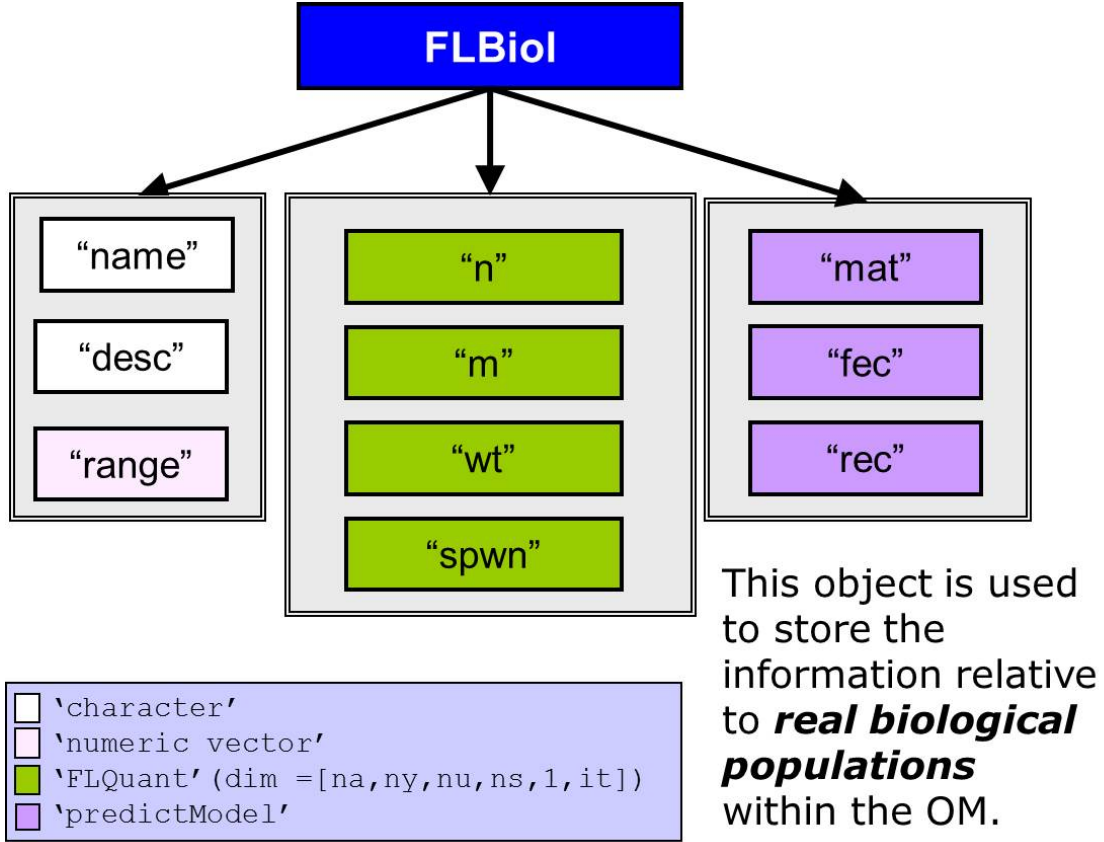 FLBiol
“name”
“desc”
“range”
“n”
“m”
“wt”
“spwn”
“mat”
“fec”
“rec”
This object is used
to store the
information relative
to real biological
populations
within the OM.
‘character’
‘numeric vector’
‘FLQuant’(dim =[na,ny,nu,ns,1,it])
‘predictModel’